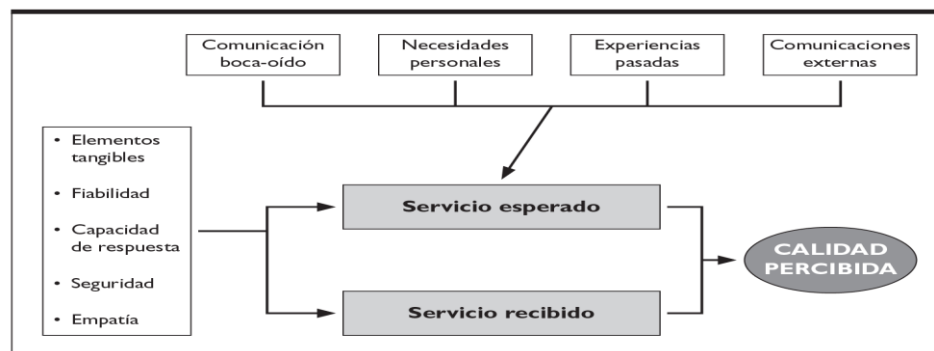 Comunicación
boca-oído
Necesidades
personales
Experiencias
pasadas
Comunicaciones
externas
• Elementos
tangibles
• Fiabilidad
• Capacidad
de respuesta
• Seguridad
• Empatía
Servicio esperado
Servicio recibido
CALIDAD
PERCIBIDA